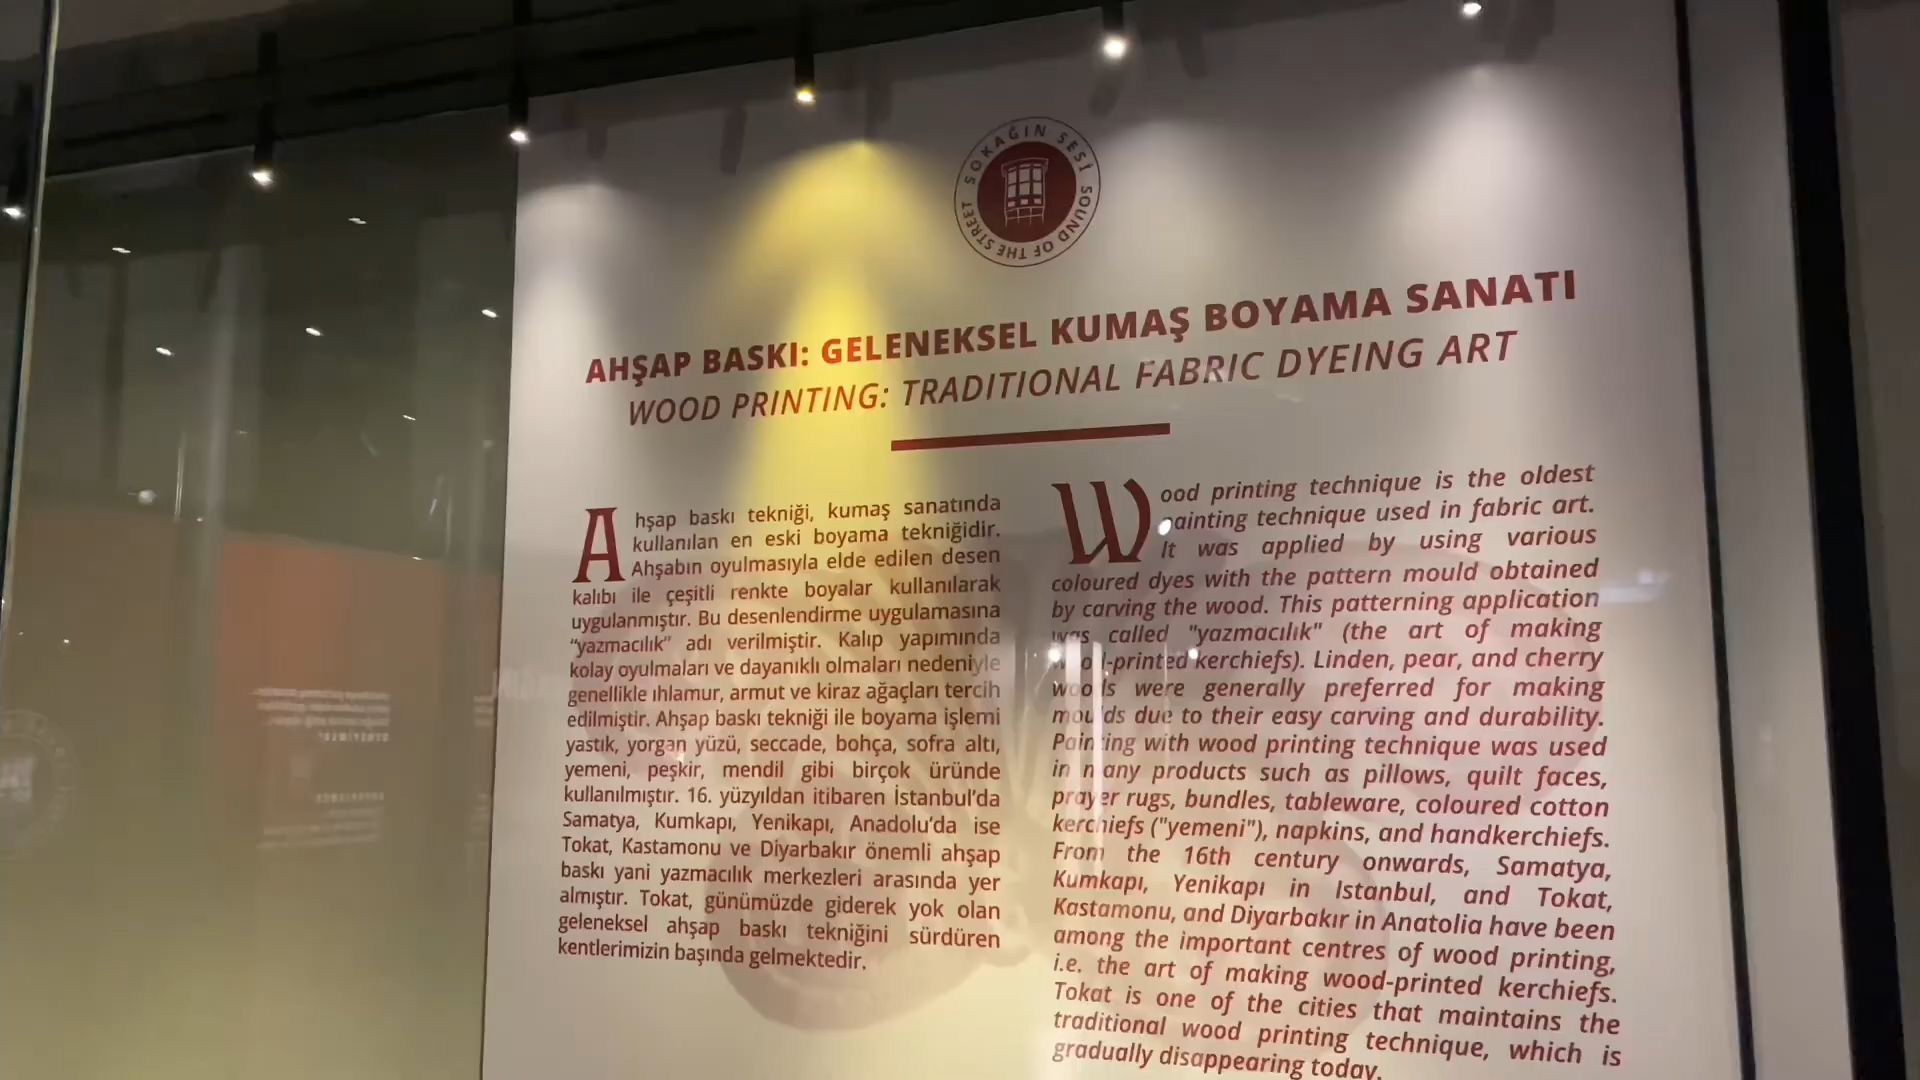 SOKAĞIN SESİ
SOUND OF THE STREET
AHŞAP BASKI: GELENEKSEL KUMAŞ BOYAMA SANATI
WOOD PRINTING: TRADITIONAL FABRIC DYEING ART
Ahşap baskı tekniği, kumaş sanatında
kullanılan en eski boyama tekniğidir.
Ahşabın oyulmasıyla elde edilen desen
kalıbı ile çeşitli renkte boyalar kullanılarak
uygulanmıştır. Bu desenlendirme uygulamasına
“yazmacılık” adı verilmiştir. Kalıp yapımında
kolay oyulmaları ve dayanıklı olmaları nedeniyle
genellikle ıhlamur, armut ve kiraz ağaçları tercih
edilmiştir. Ahşap baskı tekniği ile boyama işlemi
yastık, yorgan yüzü, seccade, bohça, sofra altı,
yemeni, peşkir, mendil gibi birçok üründe
kullanılmıştır. 16. yüzyıldan itibaren İstanbul’da
Samatya, Kumkapı, Yenikapı, Anadolu’da ise
Tokat, Kastamonu ve Diyarbakır önemli ahşap
baskı yani yazmacılık merkezleri arasında yer
almıştır. Tokat, günümüzde giderek yok olan
geleneksel ahşap baskı tekniğini sürdüren
kentlerimizin başında gelmektedir.
Wood printing technique is the oldest
painting technique used in fabric art.
It was applied by using various
coloured dyes with the pattern mould obtained
by carving the wood. This patterning application
was called "yazmacılık" (the art of making
wood-printed kerchiefs). Linden, pear, and cherry
woods were generally preferred for making
moulds due to their easy carving and durability.
Painting with wood printing technique was used
in many products such as pillows, quilt faces,
prayer rugs, bundles, tableware, coloured cotton
kerchiefs ("yemeni"), napkins, and handkerchiefs.
From the 16th century onwards, Samatya,
Kumkapı, Yenikapı in Istanbul, and Tokat,
Kastamonu, and Diyarbakır in Anatolia have been
among the important centres of wood printing,
i.e. the art of making wood-printed kerchiefs.
Tokat is one of the cities that maintains the
traditional wood printing technique, which is
gradually disappearing today.